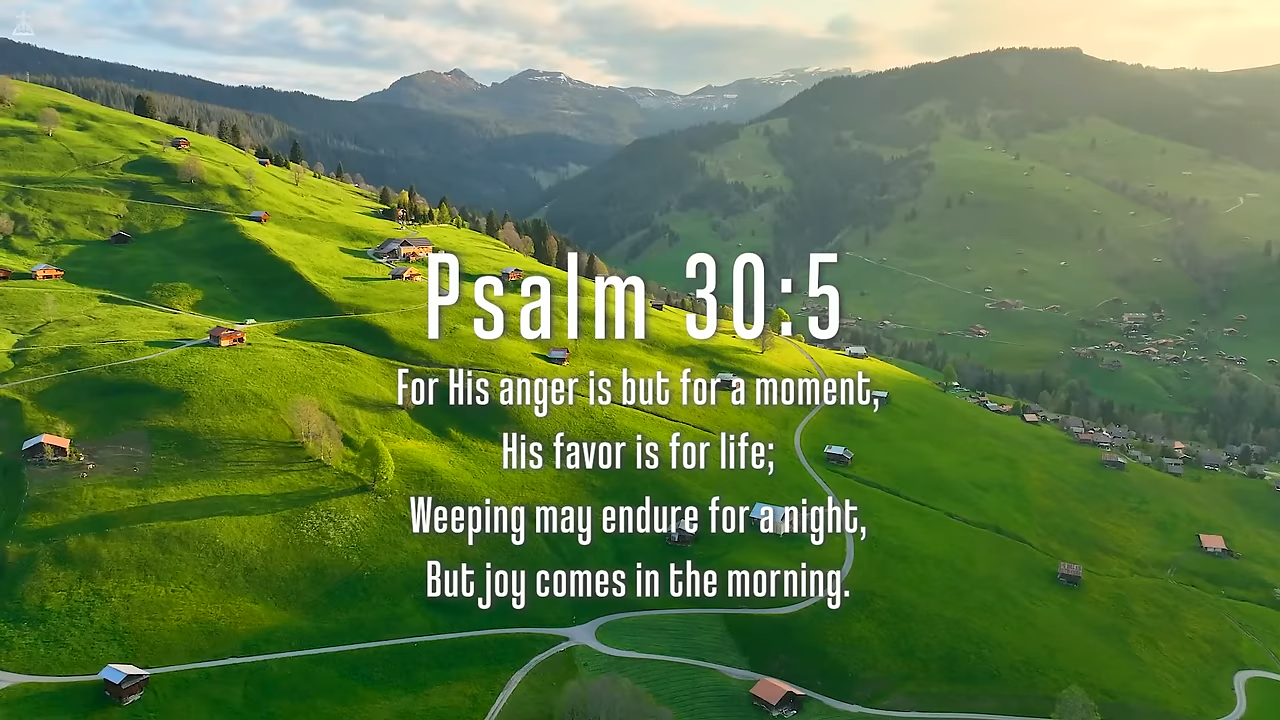 Psalm 30:5
For His anger is but for a moment,
His favor is for life;
Weeping may endure for a night,
But joy comes in the morning.